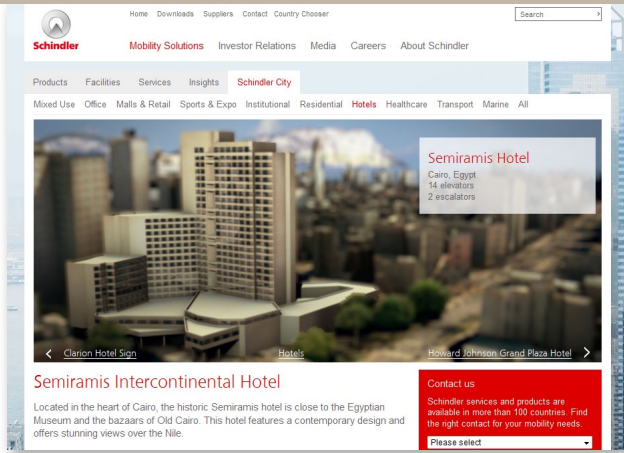 Home Downloads Suppliers Contact Country Chooser
Search
Schindler
Mobility Solutions Investor Relations Media Careers About Schindler
Products Facilities Services Insights Schindler City
Mixed Use Office Malls & Retail Sports & Expo Institutional Residential Hotels Healthcare Transport Marine All
Semiramis Hotel
Cairo, Egypt
14 elevators
2 escalators
Clarion Hotel Sign Hotels Howard Johnson Grand Plaza Hotel
Semiramis Intercontinental Hotel
Located in the heart of Cairo, the historic Semiramis hotel is close to the Egyptian
Museum and the bazaars of Old Cairo. This hotel features a contemporary design and
offers stunning views over the Nile.
Contact us
Schindler services and products are
available in more than 100 countries. Find
the right contact for your mobility needs.
Please select